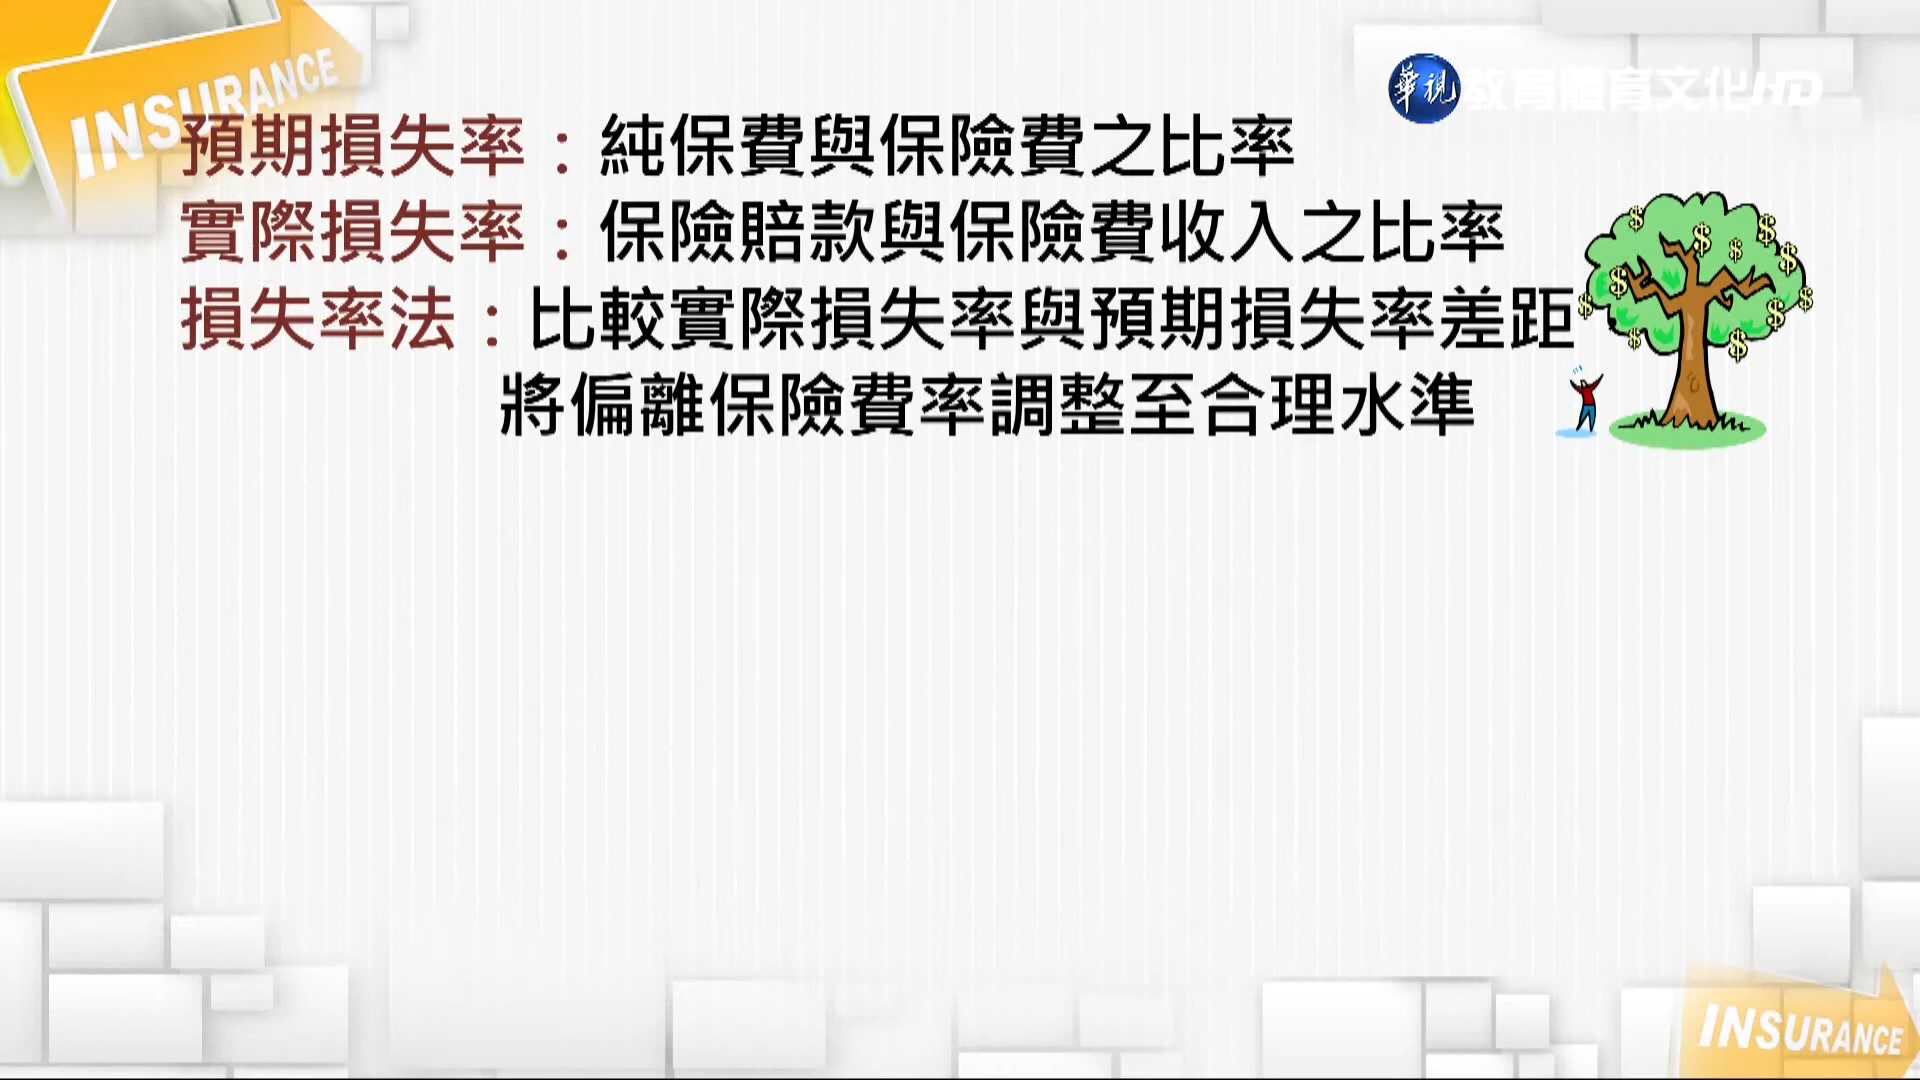 INSURANCE
華視 教育體育文化HD
預期損失率：純保費與保險費之比率
實際損失率：保險賠款與保險費收入之比率
損失率法：比較實際損失率與預期損失率差距
將偏離保險費率調整至合理水準
INSURANCE